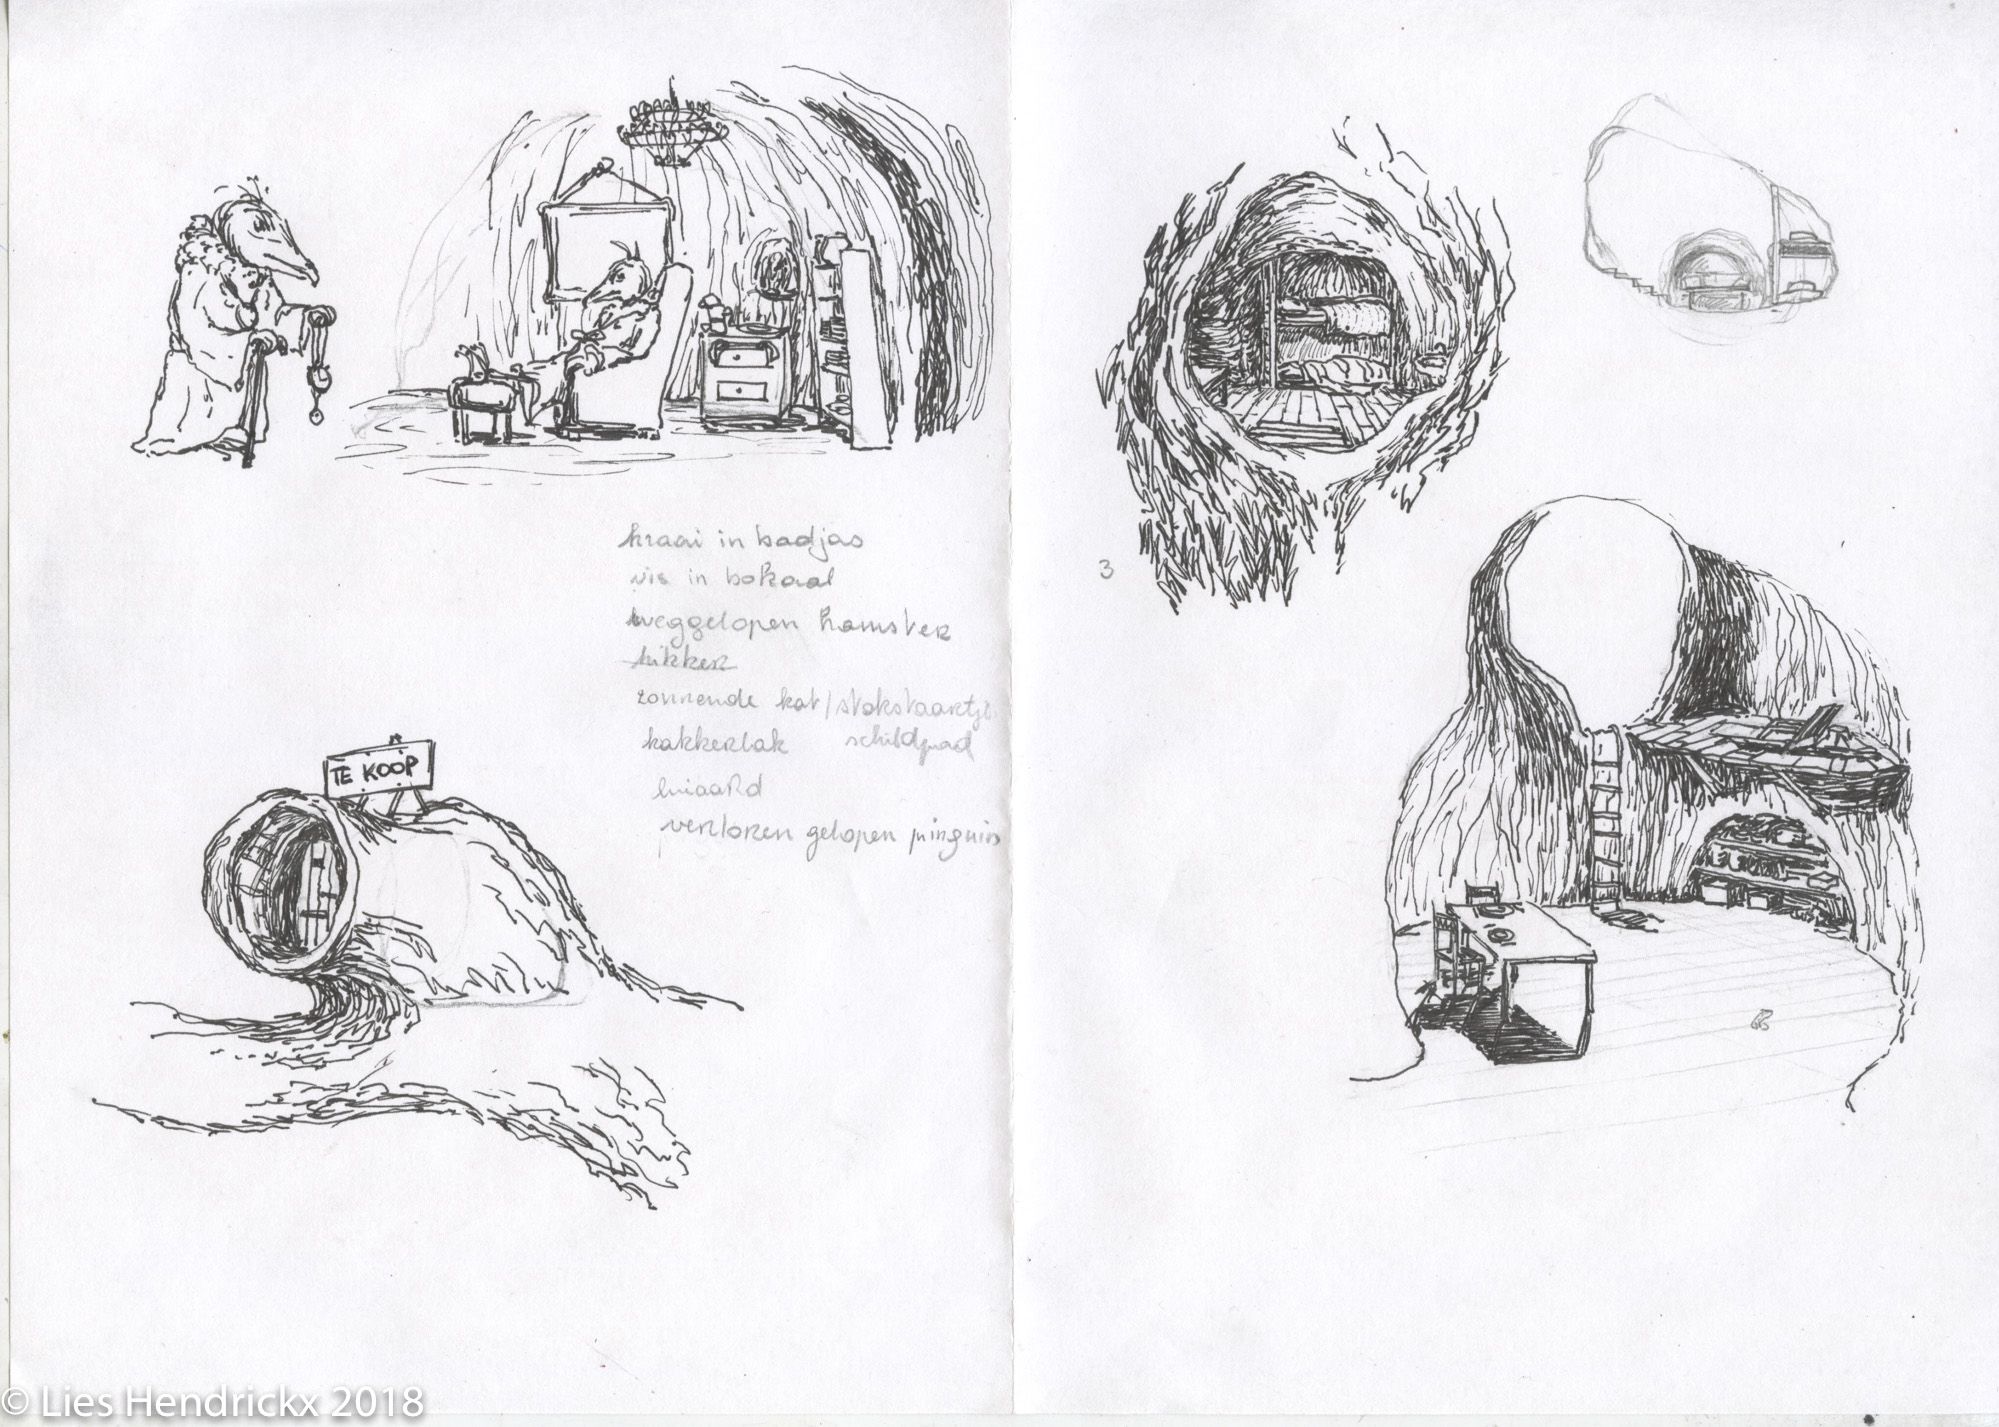 kraai in badjas
vis in bokaal
weggelopen hamster
kikker
zonnende kat/stokstaartje
kakkerlak schildpad
luiaard
verloren gelopen pinguin
TE KOOP
3
© Lies Hendrickx 2018